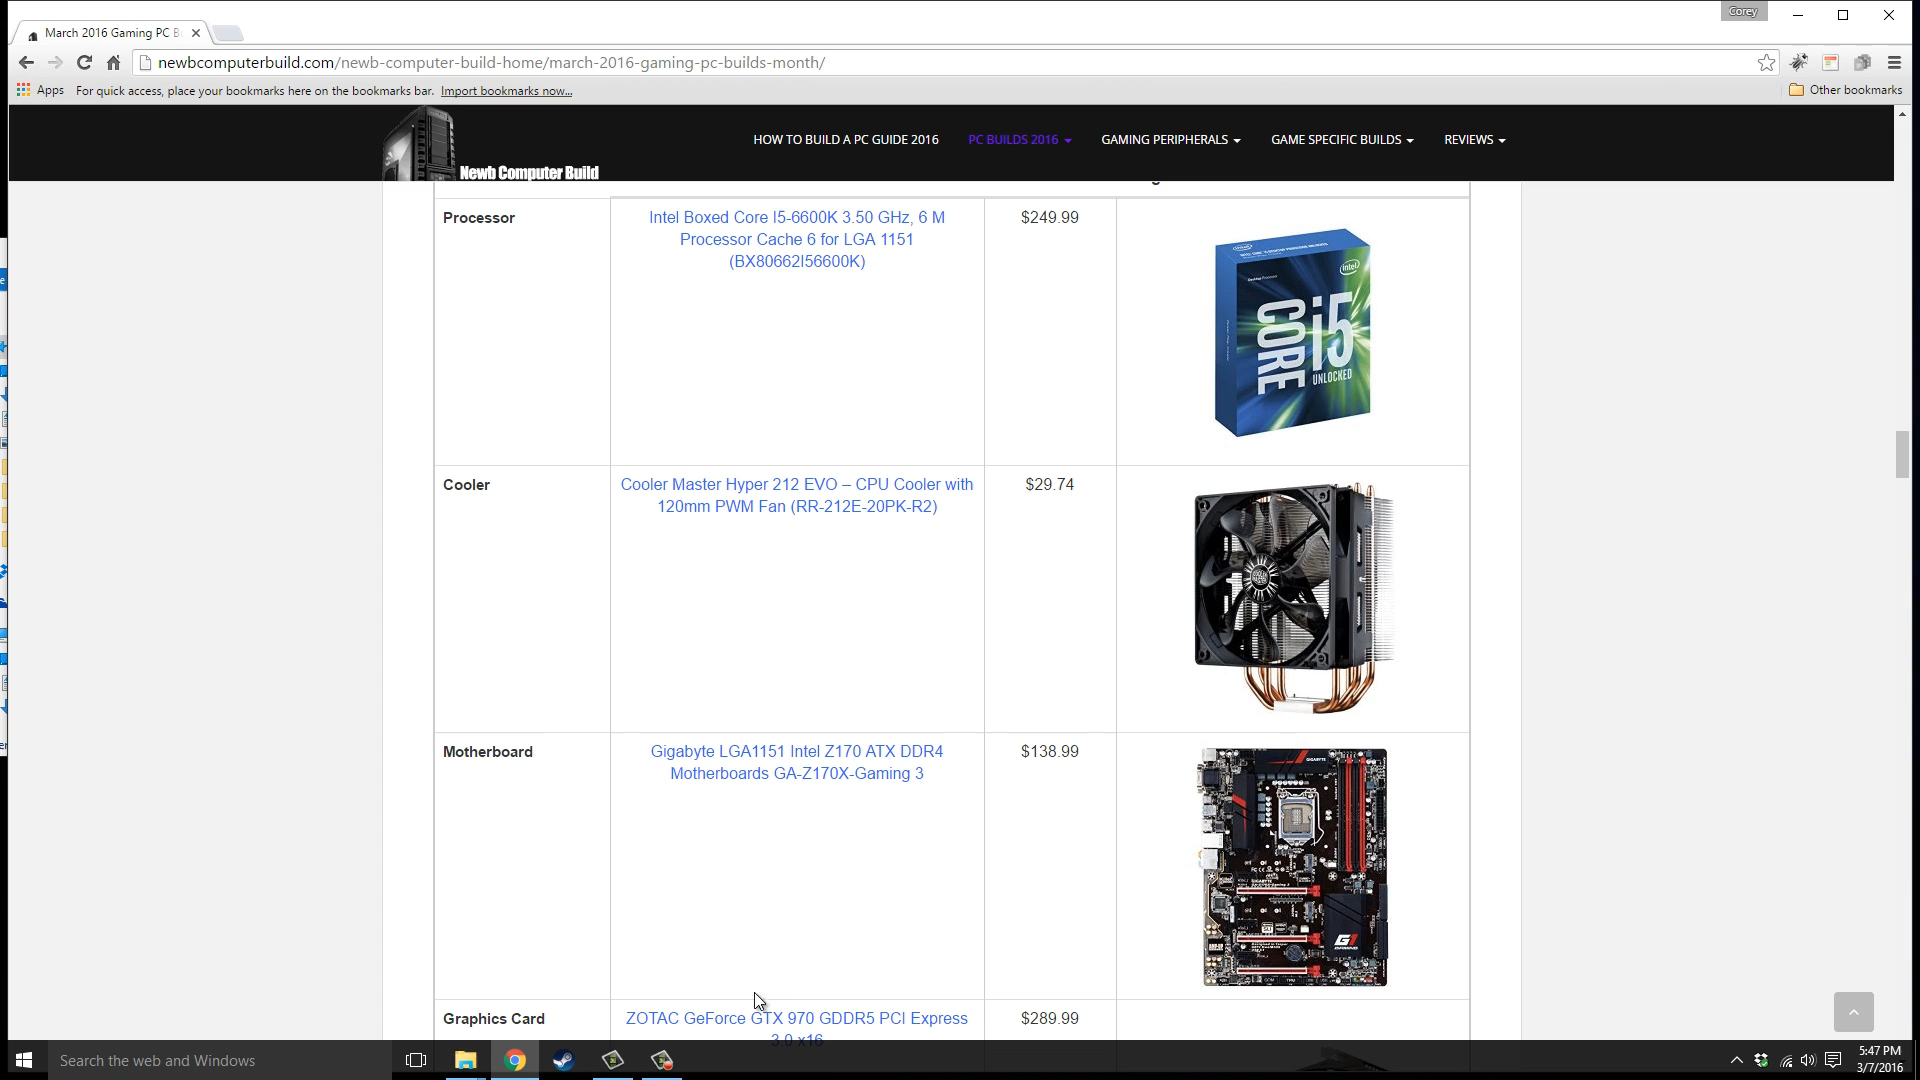 Corey
March 2016 Gaming PC B
newbcomputerbuild.com/newb-computer-build-home/march-2016-gaming-pc-builds-month/
Apps For quick access, place your bookmarks here on the bookmarks bar. Import bookmarks now... Other bookmarks
Newb Computer Build
HOW TO BUILD A PC GUIDE 2016 PC BUILDS 2016 GAMING PERIPHERALS GAME SPECIFIC BUILDS REVIEWS
Processor
Intel Boxed Core I5-6600K 3.50 GHz, 6 M
Processor Cache 6 for LGA 1151
(BX80662I56600K)
$249.99
intel
CORE i5
UNLOCKED
Cooler
Cooler Master Hyper 212 EVO – CPU Cooler with
120mm PWM Fan (RR-212E-20PK-R2)
$29.74
Motherboard
Gigabyte LGA1151 Intel Z170 ATX DDR4
Motherboards GA-Z170X-Gaming 3
$138.99
GIGABYTE
G1
Graphics Card
ZOTAC GeForce GTX 970 GDDR5 PCI Express
3.0 x16
$289.99
Search the web and Windows
5:47 PM
3/7/2016